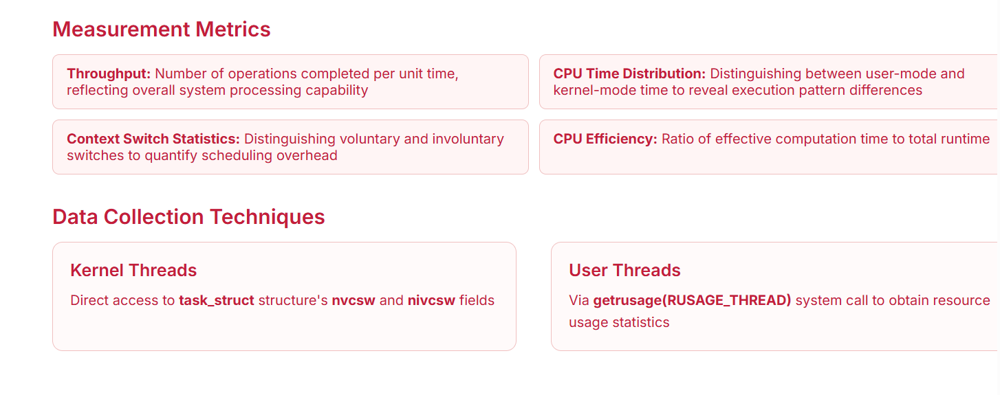 Measurement Metrics
Throughput: Number of operations completed per unit time,
reflecting overall system processing capability
CPU Time Distribution: Distinguishing between user-mode and
kernel-mode time to reveal execution pattern differences
Context Switch Statistics: Distinguishing voluntary and involuntary
switches to quantify scheduling overhead
CPU Efficiency: Ratio of effective computation time to total runtime
Data Collection Techniques
Kernel Threads
Direct access to task_struct structure's nvcsw and nivcsw fields
User Threads
Via getrusage(RUSAGE_THREAD) system call to obtain resource
usage statistics